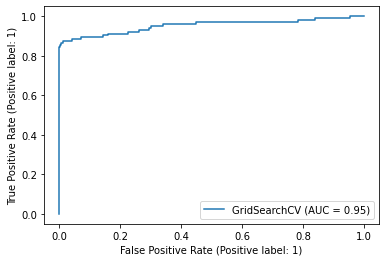 True Positive Rate (Positive label: 1)
1.0
0.8
0.6
0.4
0.2
0.0
GridSearchCV (AUC = 0.95)
0.0 0.2 0.4 0.6 0.8 1.0
False Positive Rate (Positive label: 1)